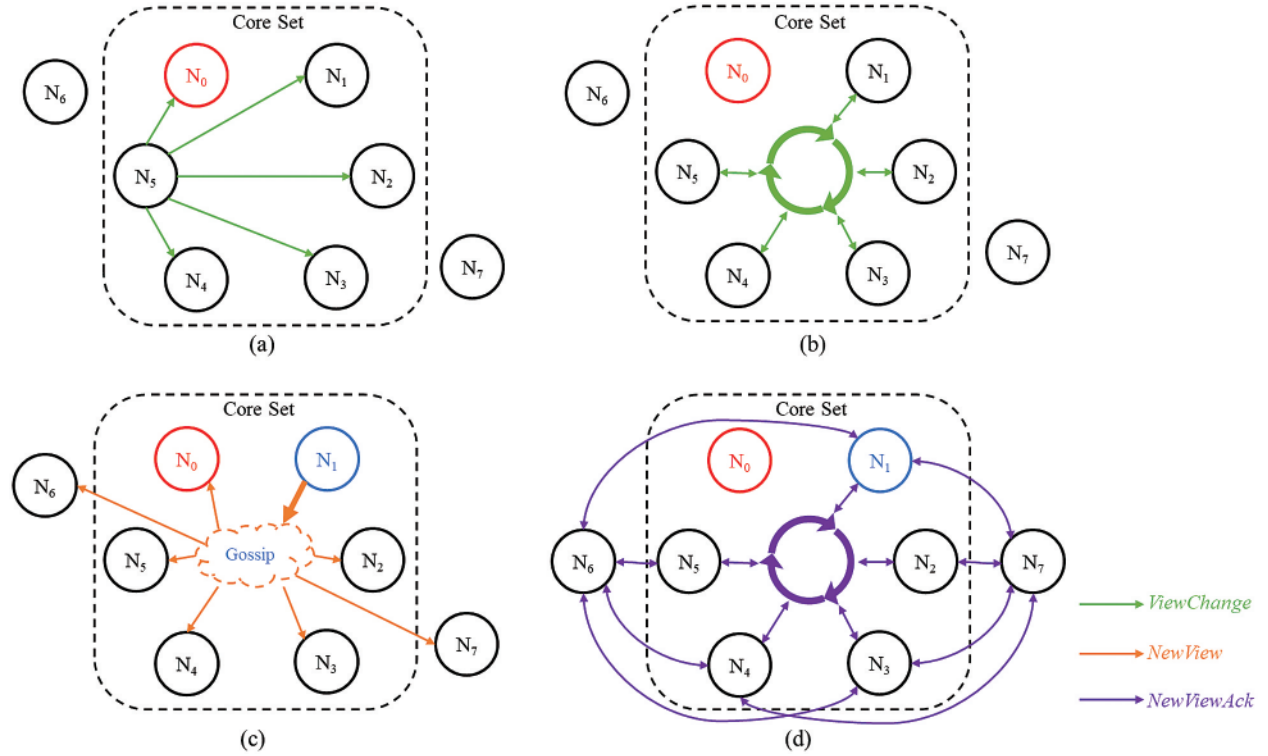 Core Set
N₀
N₁
N₆
N₅
N₂
N₄
N₃
N₇
(a)
Core Set
N₀
N₁
N₆
N₅
N₂
N₄
N₃
N₇
(b)
Core Set
N₀
N₁
N₆
N₅
Gossip
N₂
N₄
N₃
N₇
(c)
Core Set
N₀
N₁
N₆
N₅
N₂
N₇
N₄
N₃
(d)
ViewChange
NewView
NewViewAck